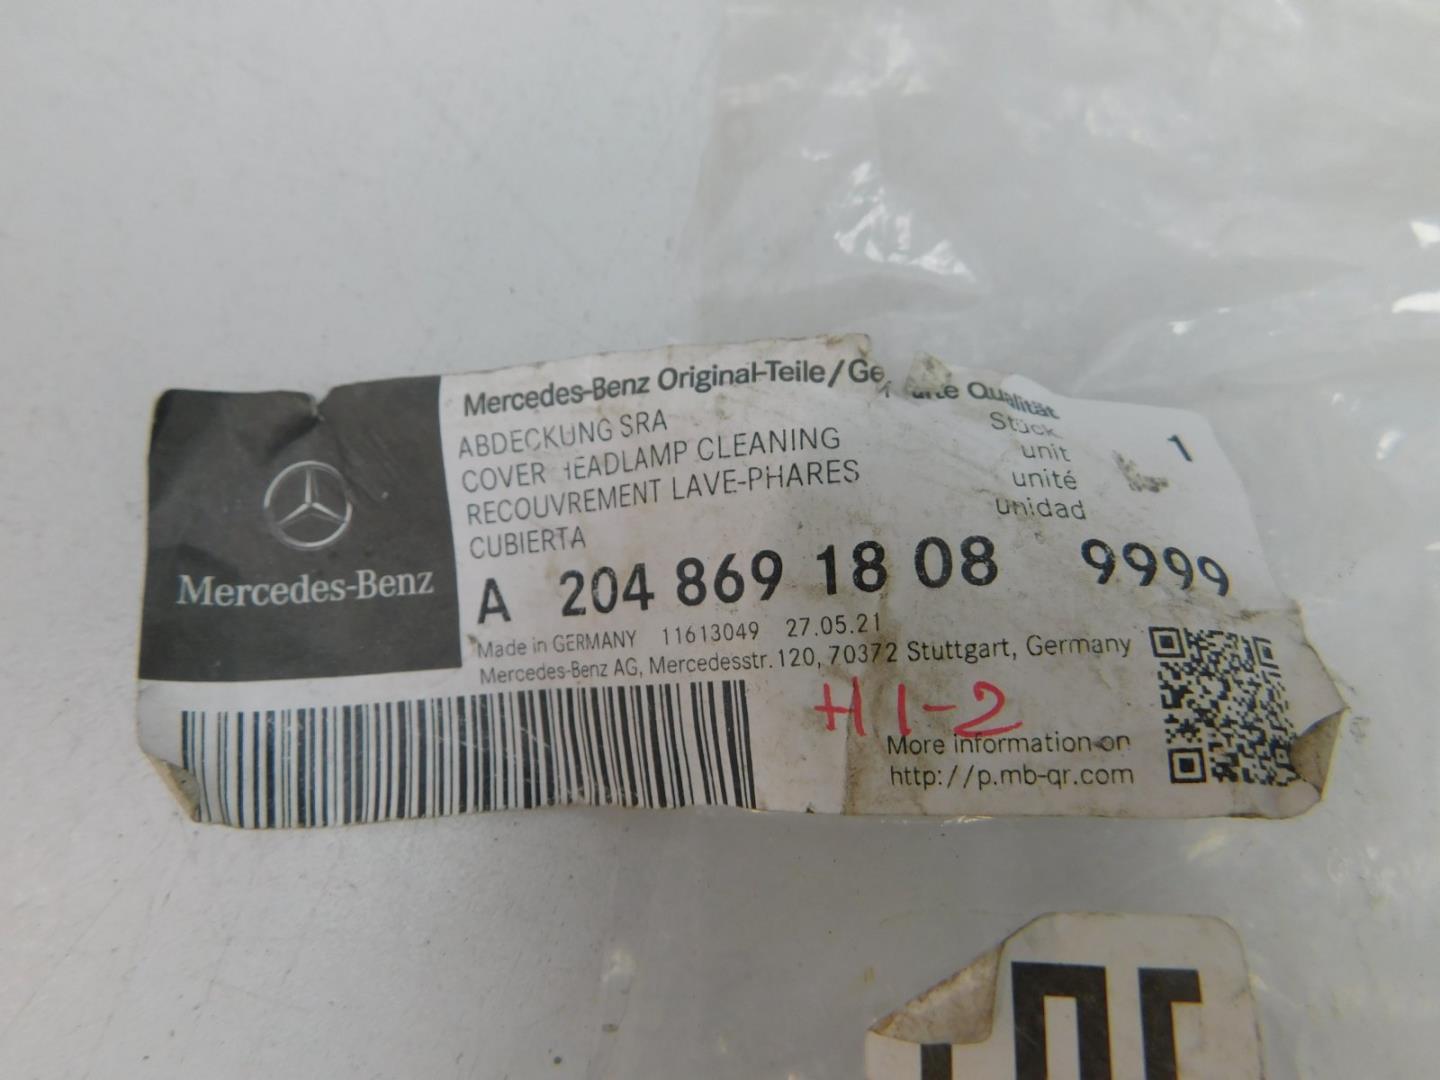 Mercedes-Benz Original-Teile/Ge Qualität
ABDECKUNG SRA
COVER HEADLAMP CLEANING
RECOUVREMENT LAVE-PHARES
CUBIERTA
Stück 1
unit
unité
unidad
A 204 869 18 08 9999
Made in GERMANY 11613049 27.05.21
Mercedes-Benz AG, Mercedesstr. 120, 70372 Stuttgart, Germany
Mercedes-Benz
H1-2
More information on
http://p.mb-qr.com